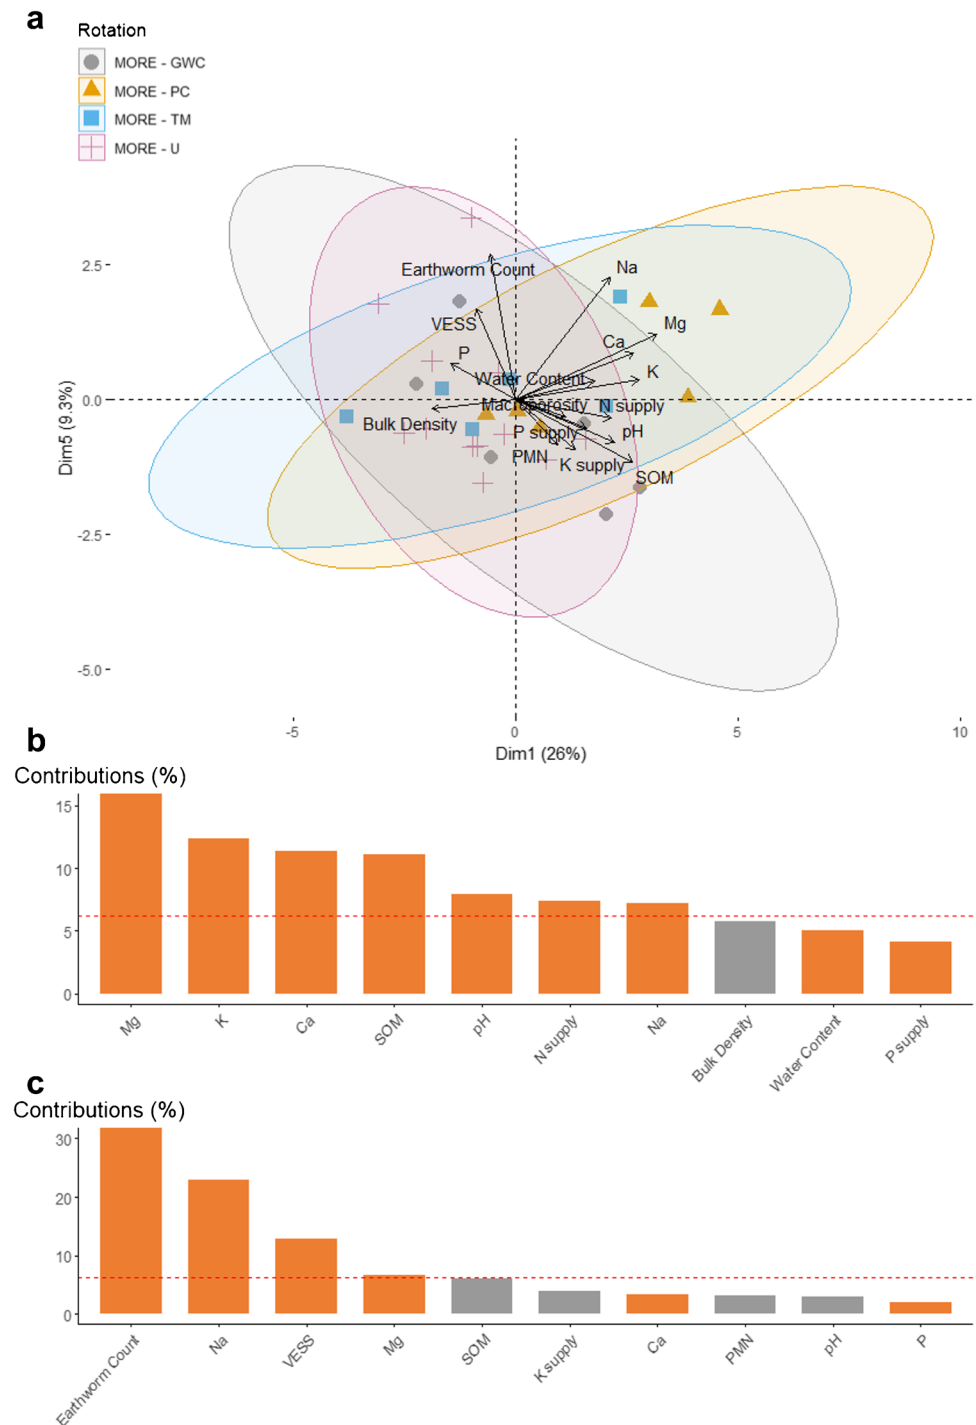 a
Rotation
MORE - GWC
MORE - PC
MORE - TM
MORE - U
2.5
0.0
-2.5
-5.0
Dim5 (9.3%)
Earthworm Count
Na
VESS
Mg
Ca
P
K
Water Content
Macroporosity
N supply
Bulk Density
P supply
pH
PMN
K supply
SOM
-5
0
5
10
Dim1 (26%)
b
Contributions (%)
15
10
5
0
Mg
K
Ca
SOM
pH
N supply
Na
Bulk Density
Water Content
P supply
c
Contributions (%)
30
20
10
0
Earthworm Count
Na
VESS
Mg
SOM
K supply
Ca
PMN
pH
P